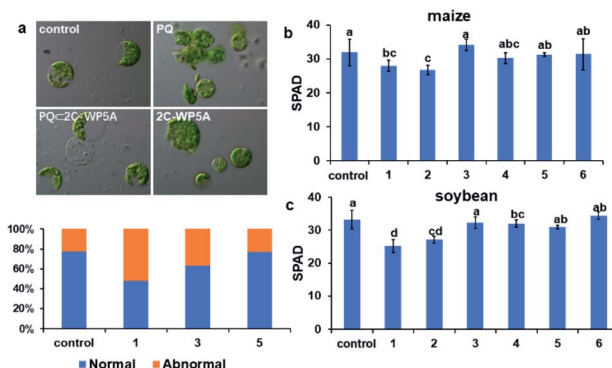 a
control
PQ
PQ⊂2C-WP5A
2C-WP5A
100%
80%
60%
40%
20%
0%
control 1 3 5
Normal Abnormal
b
maize
SPAD
40
30
20
10
0
a bc c a abc ab ab
control 1 2 3 4 5 6
c
soybean
SPAD
40
30
20
10
0
a d cd a bc ab ab
control 1 2 3 4 5 6